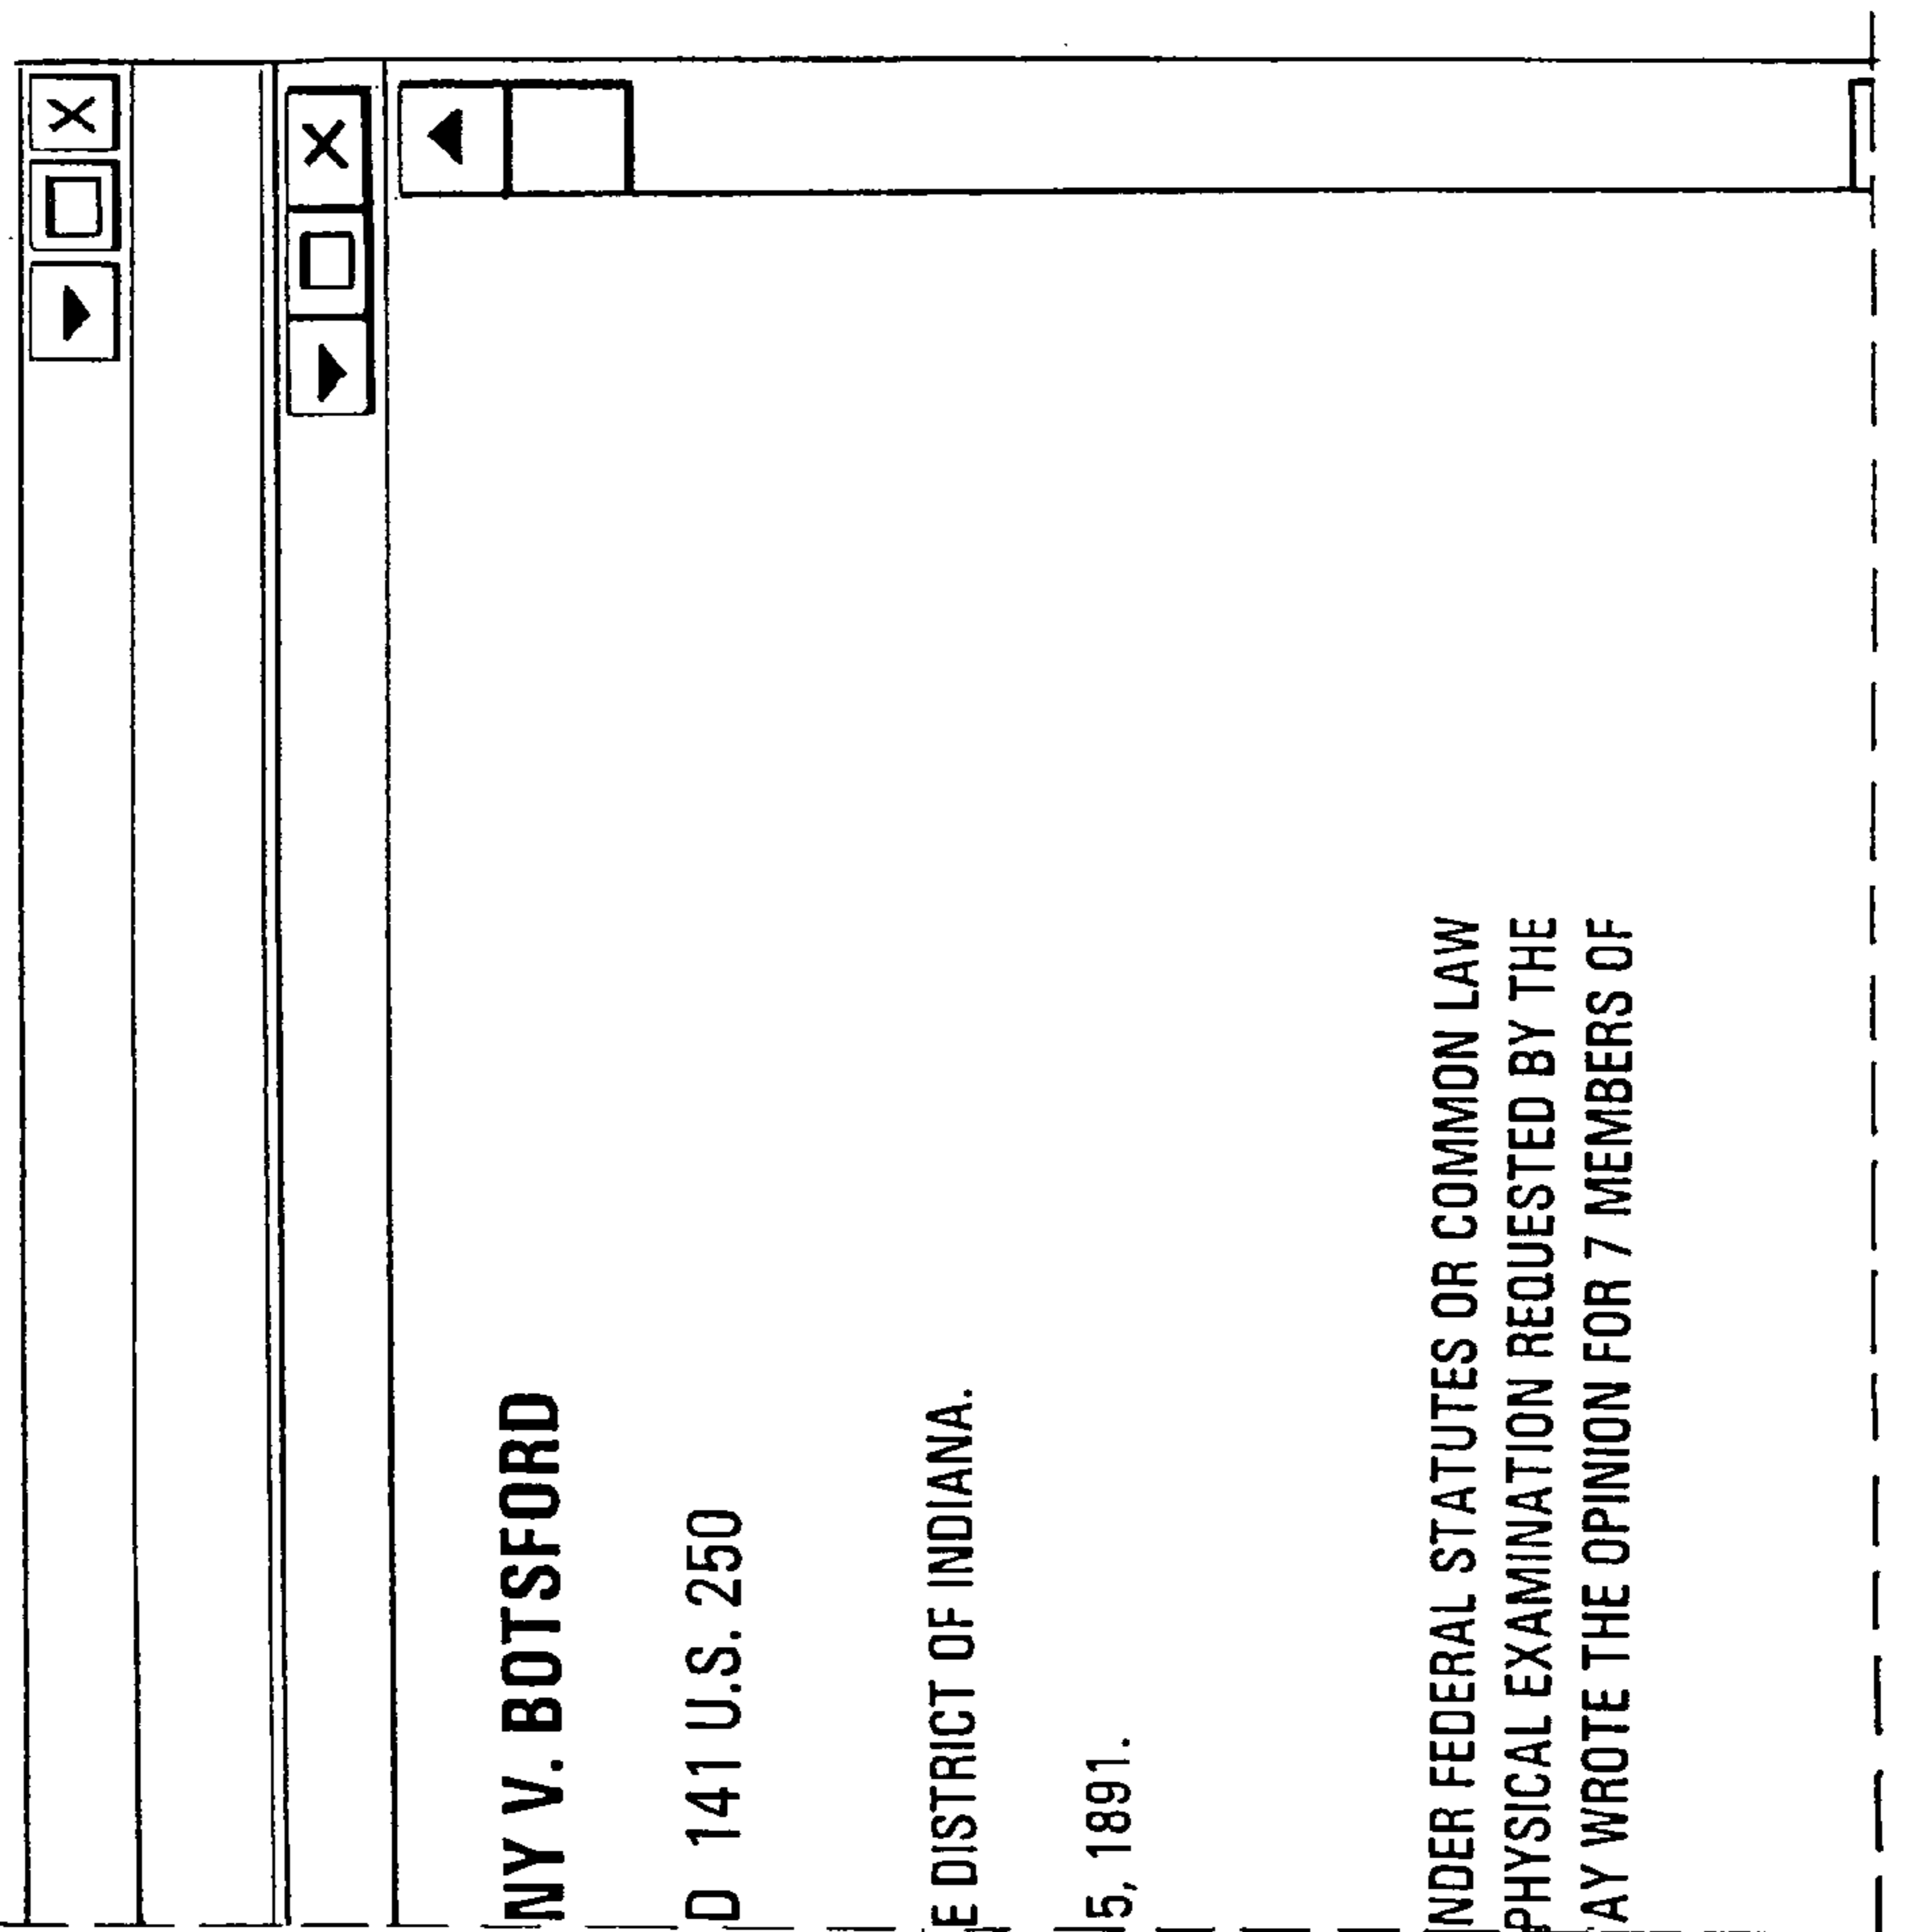 NY V. BOTSFORD
D 141 U.S. 250
E DISTRICT OF INDIANA.
5, 1891.
NDER FEDERAL STATUTES OR COMMON LAW
PHYSICAL EXAMINATION REQUESTED BY THE
AY WROTE THE OPINION FOR 7 MEMBERS OF